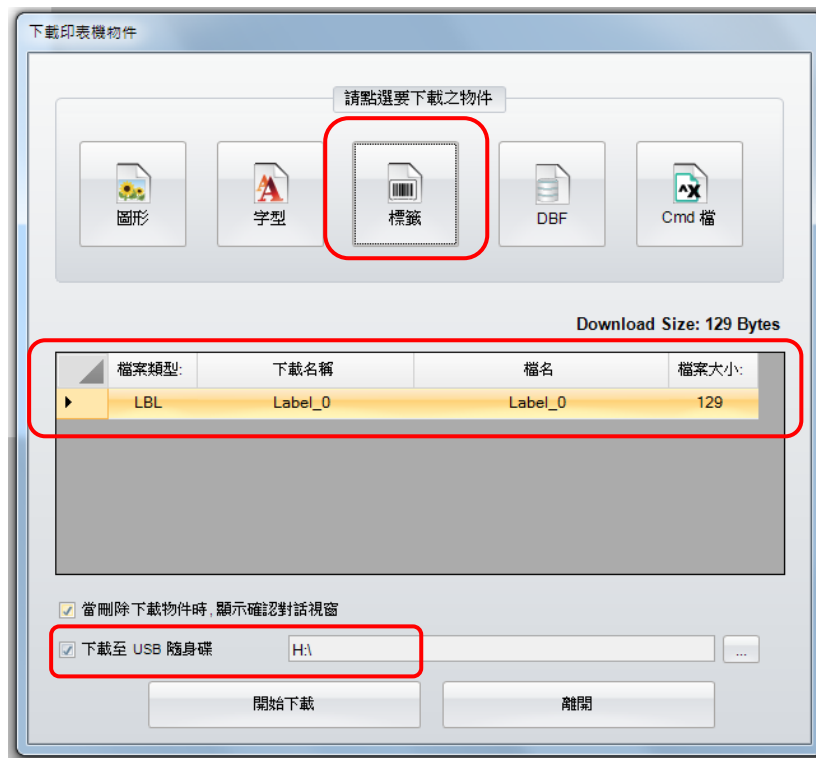 下載印表機物件
請點選要下載之物件
圖形 字型 標籤 DBF Cmd 檔
Download Size: 129 Bytes
檔案類型: 下載名稱 檔名 檔案大小:
LBL Label_0 Label_0 129
當刪除下載物件時,顯示確認對話視窗
下載至 USB 隨身碟 H:\ ...
開始下載 離開